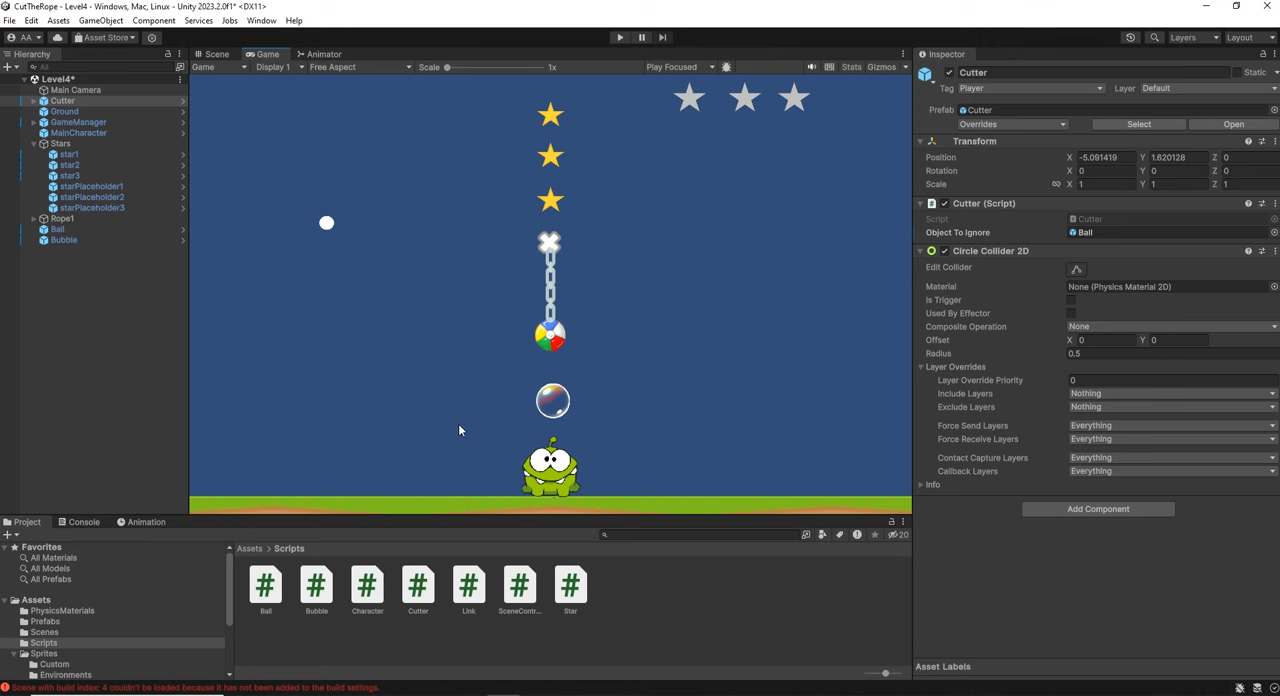 CutTheRope - Level4 - Windows, Mac, Linux - Unity 2023.2.0f1* <DX11>
File Edit Assets GameObject Component Services Jobs Window Help
AA Asset Store Layers Layout
Hierarchy Scene Game Animator Inspector
All Game Display 1 Free Aspect Scale 1x Play Focused Stats Gizmos Cutter Static
Level4*
Main Camera
Cutter
Ground
GameManager
MainCharacter
Stars
star1
star2
star3
starPlaceholder1
starPlaceholder2
starPlaceholder3
Rope1
Ball
Bubble
Tag Player Layer Default
Prefab Cutter
Overrides Select Open
Transform
Position X -5.091419 Y 1.620128 Z 0
Rotation X 0 Y 0 Z 0
Scale X 1 Y 1 Z 1
Cutter (Script)
Script Cutter
Object To Ignore Ball
Circle Collider 2D
Edit Collider
Material None (Physics Material 2D)
Is Trigger
Used By Effector
Composite Operation None
Offset X 0 Y 0
Radius 0.5
Layer Overrides
Layer Override Priority 0
Include Layers Nothing
Exclude Layers Nothing
Force Send Layers Everything
Force Receive Layers Everything
Contact Capture Layers Everything
Callback Layers Everything
Info
Add Component
Asset Labels
Project Console Animation
20
Favorites
All Materials
All Models
All Prefabs
Assets
PhysicsMaterials
Prefabs
Scenes
Scripts
Sprites
Custom
Environments
Assets > Scripts
# # # # # # #
Ball Bubble Character Cutter Link SceneContr... Star
Scene with build index: 4 couldn't be loaded because it has not been added to the build settings.